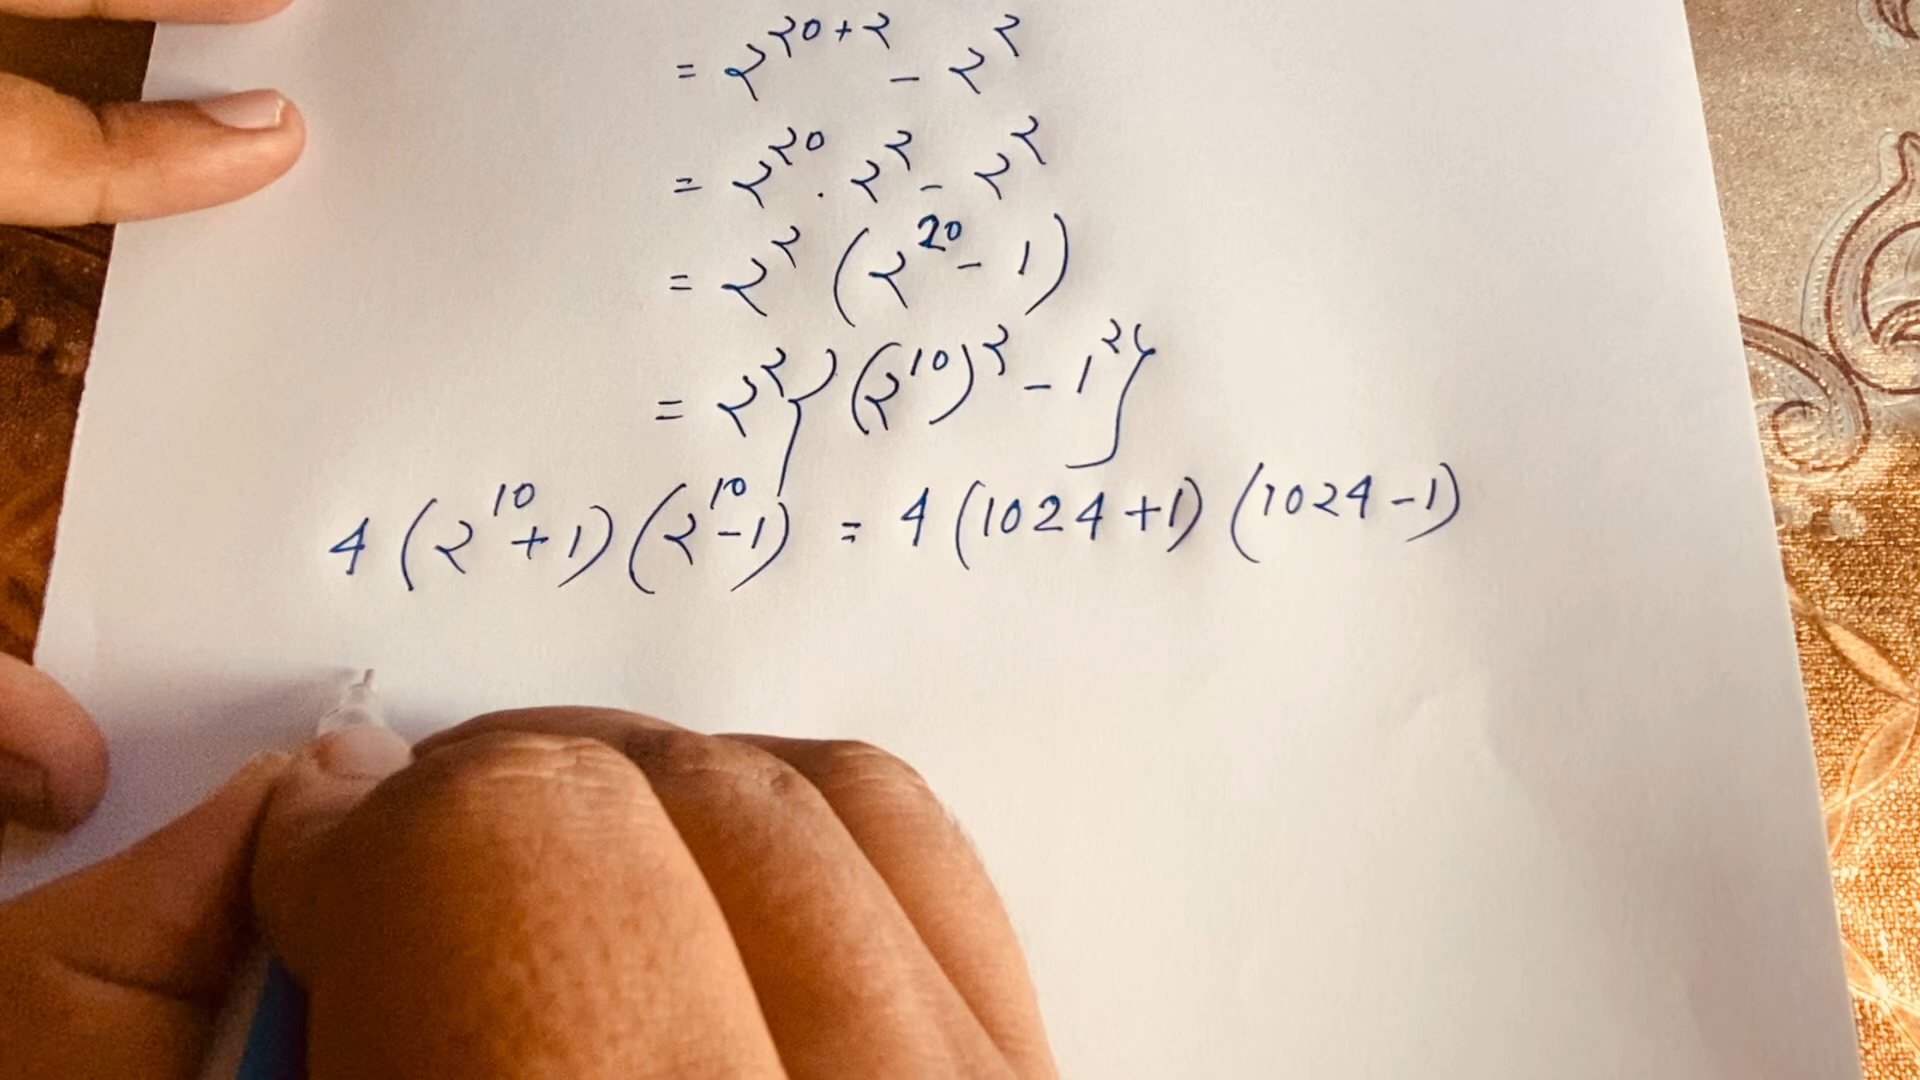 = 2^{20+2} - 2^2
= 2^{20} . 2^2 - 2^2
= 2^2 (2^{20} - 1)
= 2^2 {(2^{10})^2 - 1^2}
4 (2^{10} + 1) (2^{10} - 1) = 4 (1024 + 1) (1024 - 1)